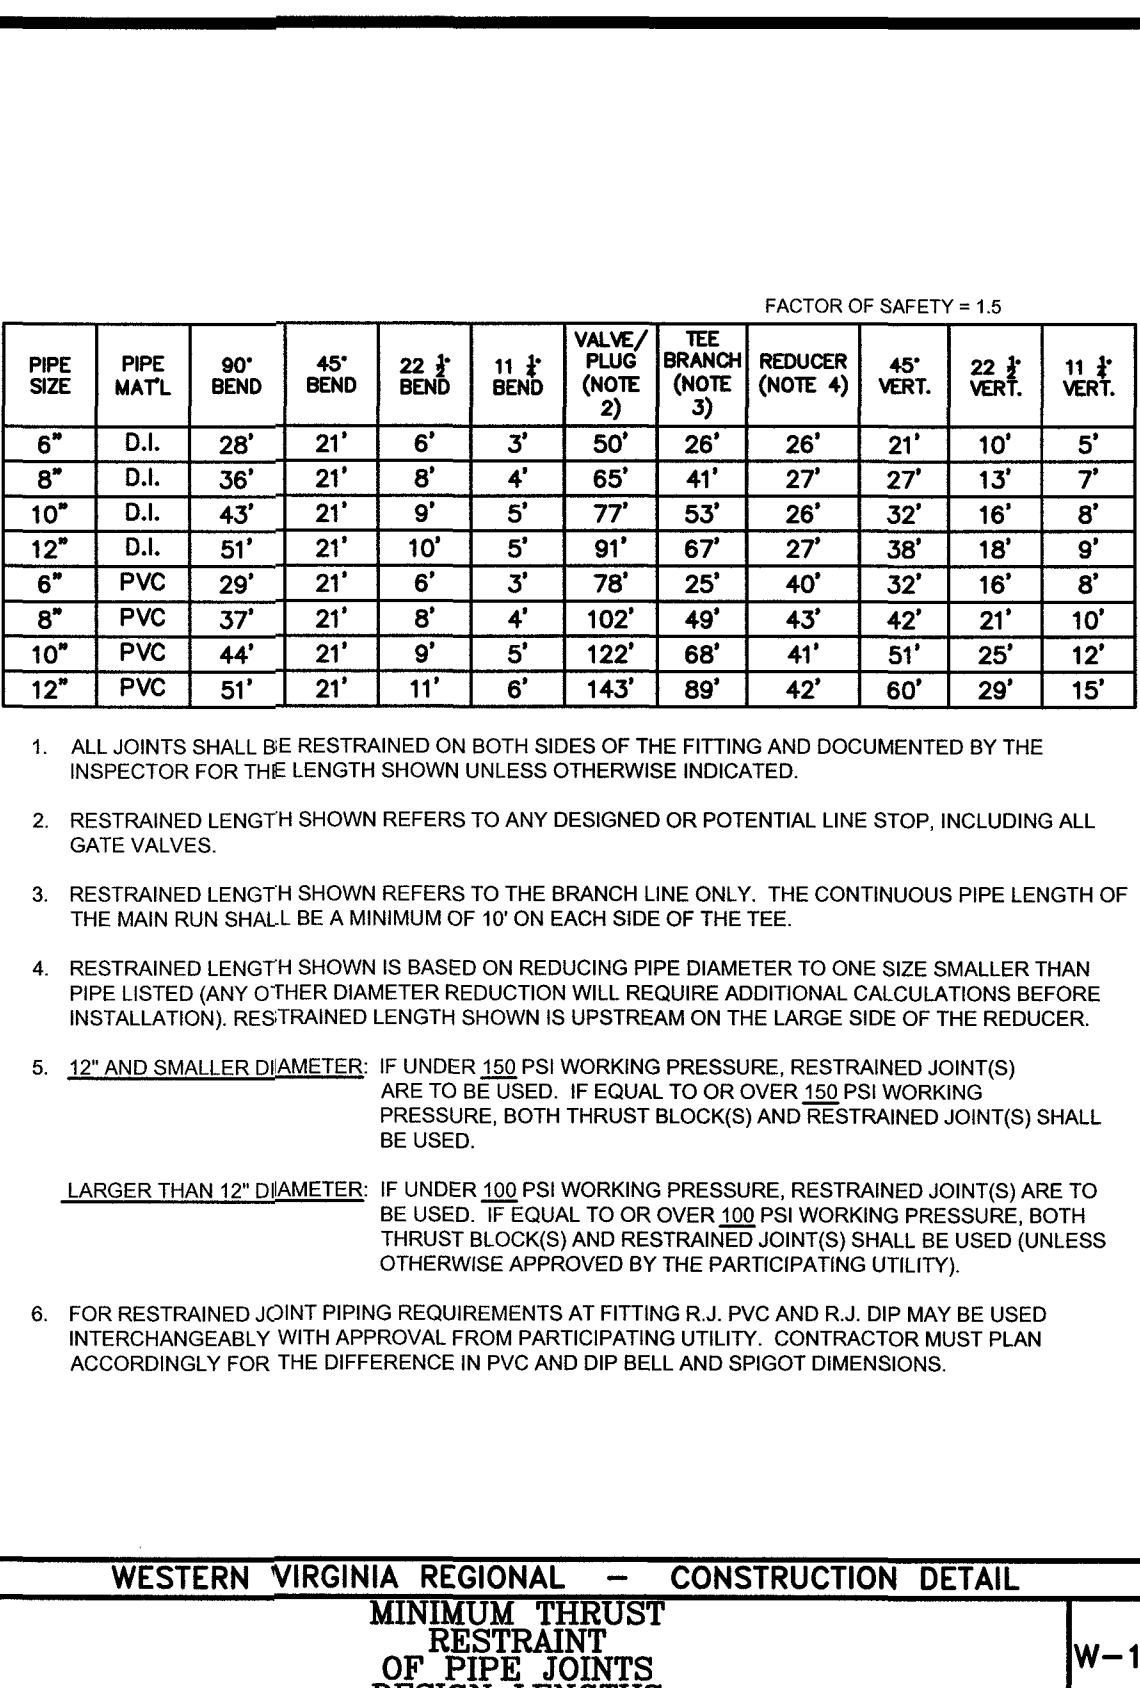 FACTOR OF SAFETY = 1.5
PIPE SIZE | PIPE MAT'L | 90° BEND | 45° BEND | 22 1/2° BEND | 11 1/4° BEND | VALVE/ PLUG (NOTE 2) | TEE BRANCH (NOTE 3) | REDUCER (NOTE 4) | 45° VERT. | 22 1/2° VERT. | 11 1/4° VERT.
6" | D.I. | 28' | 21' | 6' | 3' | 50' | 26' | 26' | 21' | 10' | 5'
8" | D.I. | 36' | 21' | 8' | 4' | 65' | 41' | 27' | 27' | 13' | 7'
10" | D.I. | 43' | 21' | 9' | 5' | 77' | 53' | 26' | 32' | 16' | 8'
12" | D.I. | 51' | 21' | 10' | 5' | 91' | 67' | 27' | 38' | 18' | 9'
6" | PVC | 29' | 21' | 6' | 3' | 78' | 25' | 40' | 32' | 16' | 8'
8" | PVC | 37' | 21' | 8' | 4' | 102' | 49' | 43' | 42' | 21' | 10'
10" | PVC | 44' | 21' | 9' | 5' | 122' | 68' | 41' | 51' | 25' | 12'
12" | PVC | 51' | 21' | 11' | 6' | 143' | 89' | 42' | 60' | 29' | 15'
1. ALL JOINTS SHALL BE RESTRAINED ON BOTH SIDES OF THE FITTING AND DOCUMENTED BY THE
INSPECTOR FOR THE LENGTH SHOWN UNLESS OTHERWISE INDICATED.
2. RESTRAINED LENGTH SHOWN REFERS TO ANY DESIGNED OR POTENTIAL LINE STOP, INCLUDING ALL
GATE VALVES.
3. RESTRAINED LENGTH SHOWN REFERS TO THE BRANCH LINE ONLY. THE CONTINUOUS PIPE LENGTH OF
THE MAIN RUN SHALL BE A MINIMUM OF 10' ON EACH SIDE OF THE TEE.
4. RESTRAINED LENGTH SHOWN IS BASED ON REDUCING PIPE DIAMETER TO ONE SIZE SMALLER THAN
PIPE LISTED (ANY OTHER DIAMETER REDUCTION WILL REQUIRE ADDITIONAL CALCULATIONS BEFORE
INSTALLATION). RESTRAINED LENGTH SHOWN IS UPSTREAM ON THE LARGE SIDE OF THE REDUCER.
5. 12" AND SMALLER DIAMETER: IF UNDER 150 PSI WORKING PRESSURE, RESTRAINED JOINT(S)
ARE TO BE USED. IF EQUAL TO OR OVER 150 PSI WORKING
PRESSURE, BOTH THRUST BLOCK(S) AND RESTRAINED JOINT(S) SHALL
BE USED.
LARGER THAN 12" DIAMETER: IF UNDER 100 PSI WORKING PRESSURE, RESTRAINED JOINT(S) ARE TO
BE USED. IF EQUAL TO OR OVER 100 PSI WORKING PRESSURE, BOTH
THRUST BLOCK(S) AND RESTRAINED JOINT(S) SHALL BE USED (UNLESS
OTHERWISE APPROVED BY THE PARTICIPATING UTILITY).
6. FOR RESTRAINED JOINT PIPING REQUIREMENTS AT FITTING R.J. PVC AND R.J. DIP MAY BE USED
INTERCHANGEABLY WITH APPROVAL FROM PARTICIPATING UTILITY. CONTRACTOR MUST PLAN
ACCORDINGLY FOR THE DIFFERENCE IN PVC AND DIP BELL AND SPIGOT DIMENSIONS.
WESTERN VIRGINIA REGIONAL – CONSTRUCTION DETAIL
MINIMUM THRUST
RESTRAINT
OF PIPE JOINTS
DESIGN LENGTHS
W-1